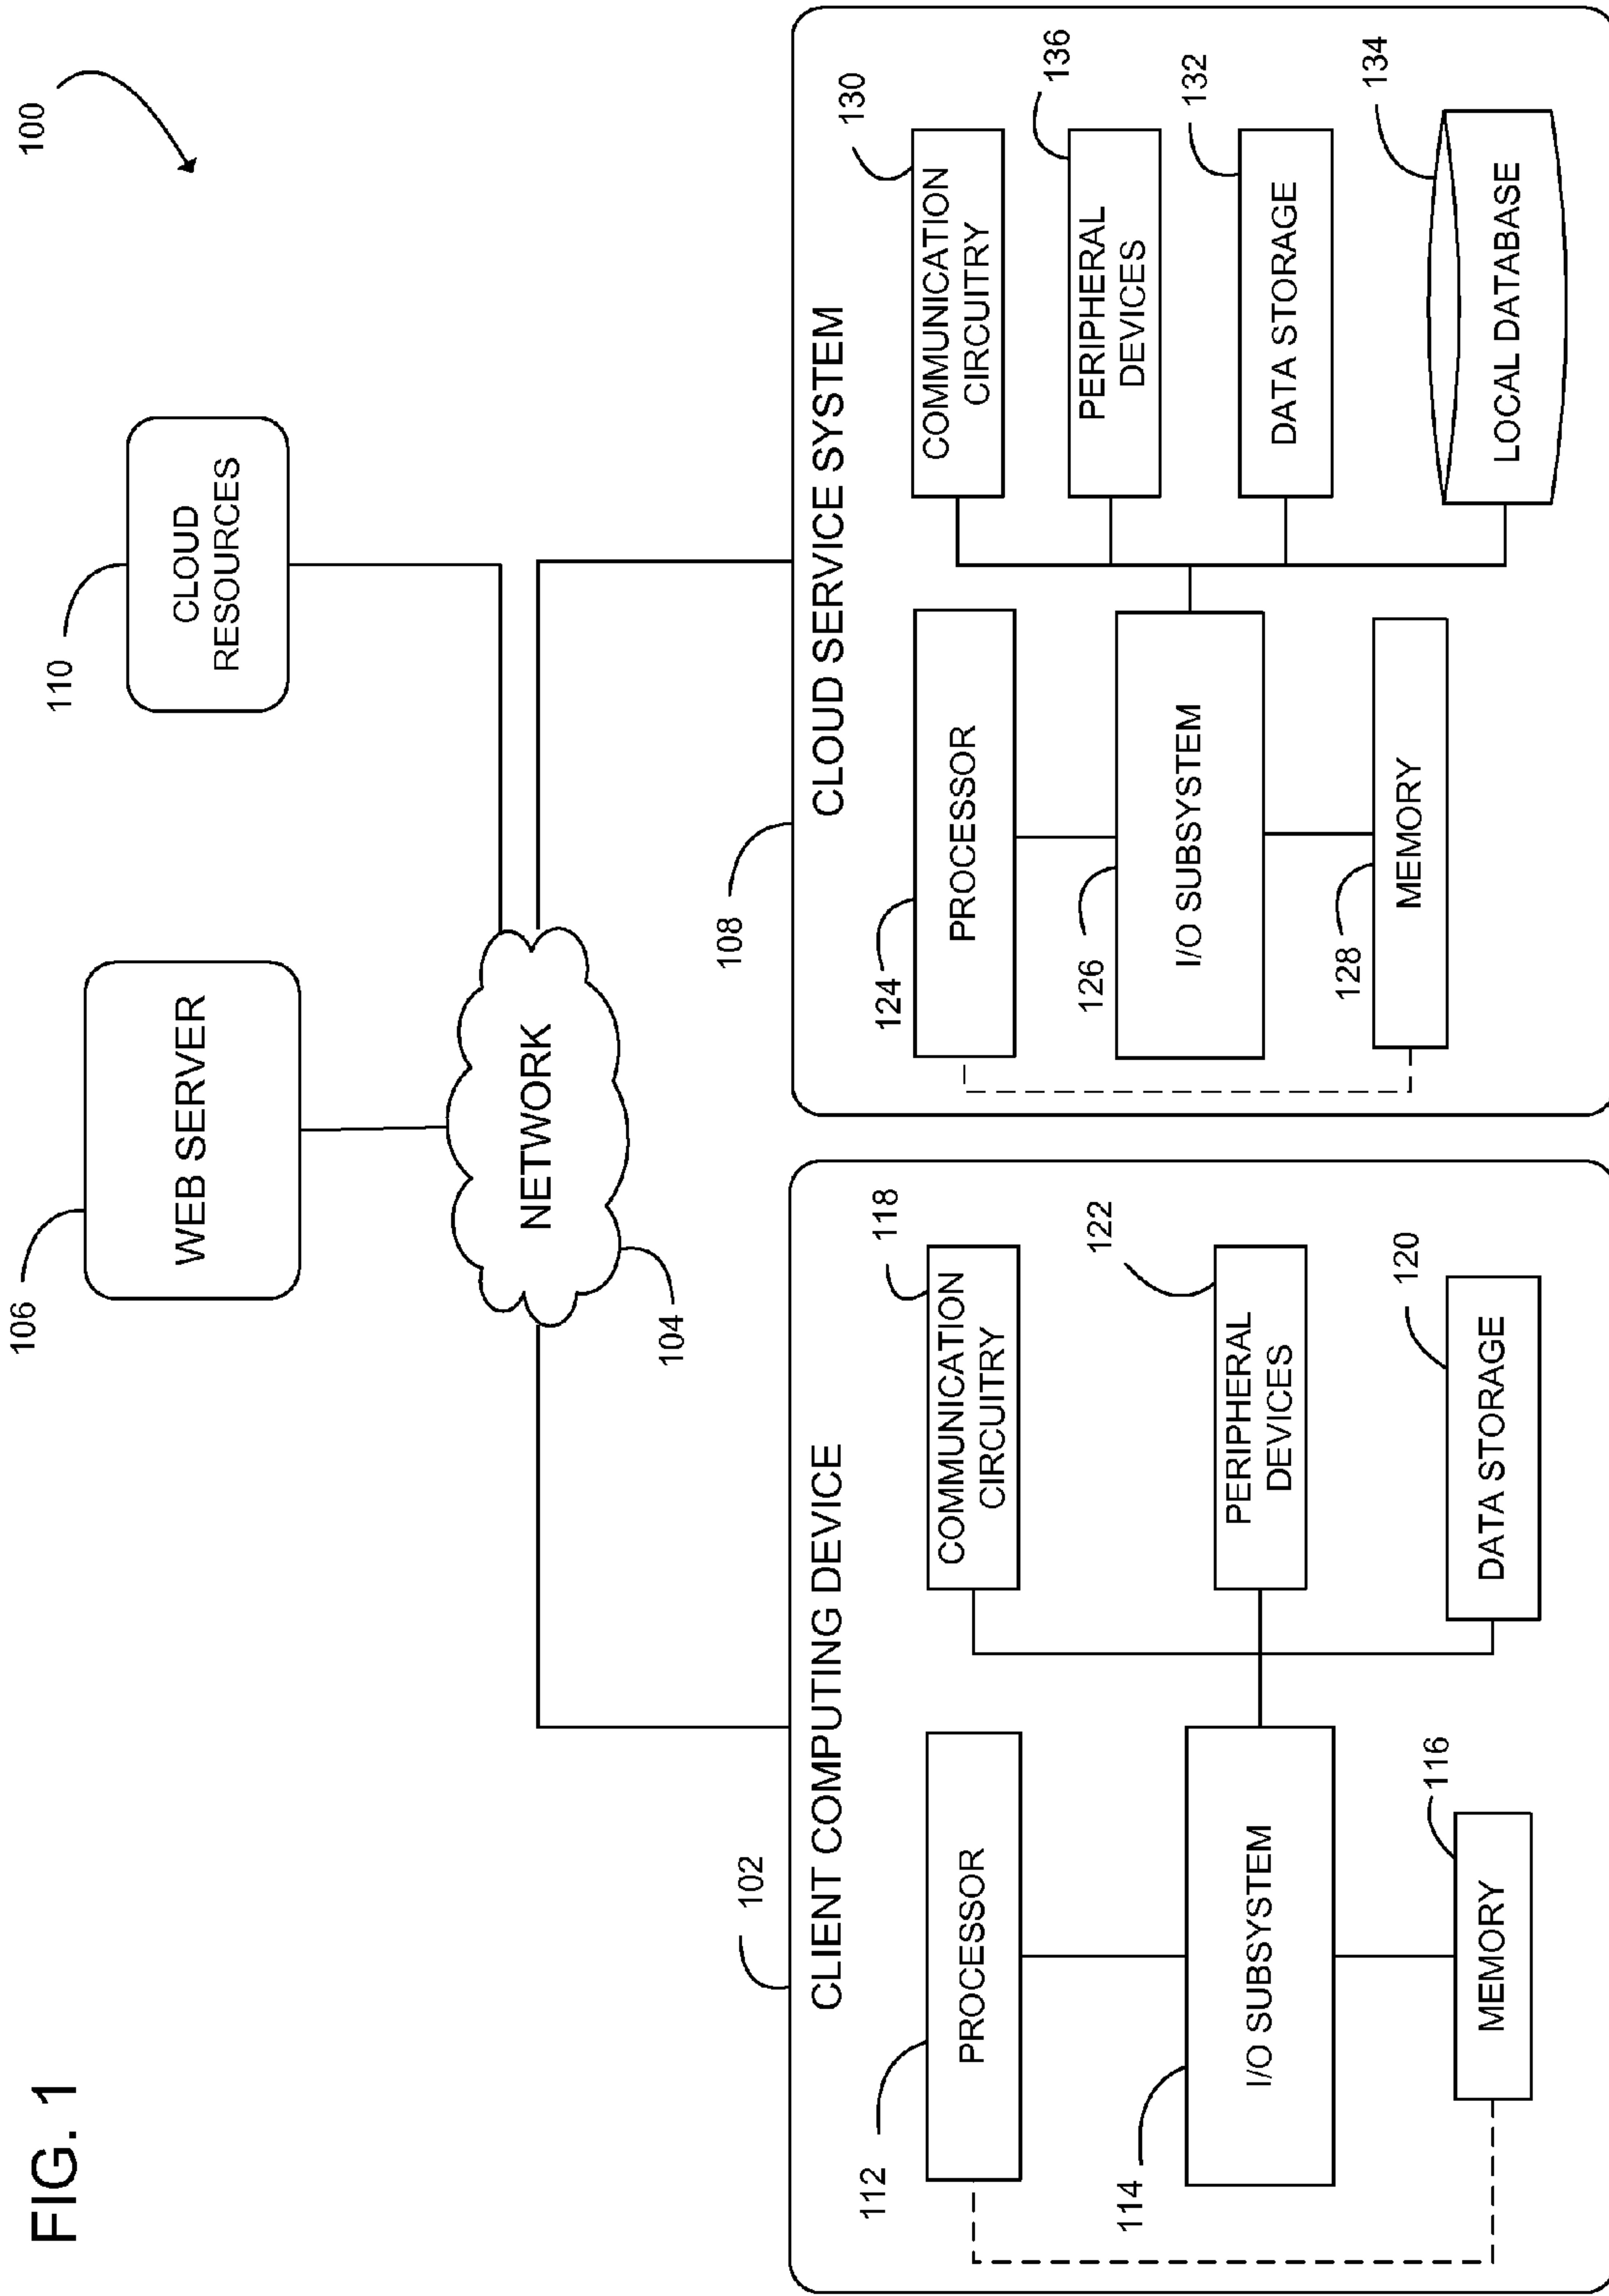 FIG. 1
100
106
WEB SERVER
110
CLOUD
RESOURCES
NETWORK
104
102
CLIENT COMPUTING DEVICE
112
PROCESSOR
114
I/O SUBSYSTEM
116
MEMORY
118
COMMUNICATION
CIRCUITRY
122
PERIPHERAL
DEVICES
120
DATA STORAGE
108
CLOUD SERVICE SYSTEM
124
PROCESSOR
126
I/O SUBSYSTEM
128
MEMORY
130
COMMUNICATION
CIRCUITRY
136
PERIPHERAL
DEVICES
132
DATA STORAGE
134
LOCAL DATABASE